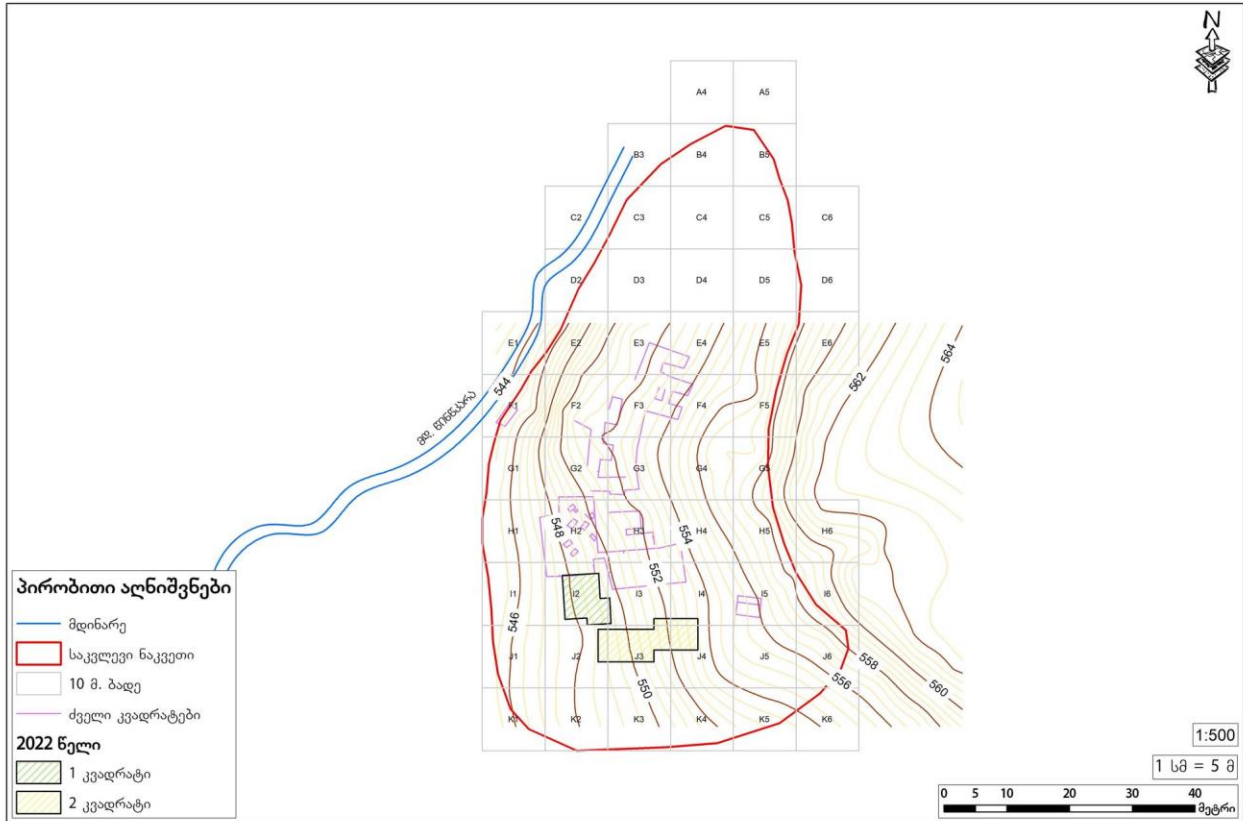 N
A4 A5
B3 B4 B5
C2 C3 C4 C5 C6
D2 D3 D4 D5 D6
E1 E2 E3 E4 E5 E6
564
562
544
F1 F2 F3 F4 F5
მდ.
G1 G2 G3 G4 G5
H1 H2 H3 H4 H5 H6
548
554
552
I1 I2 I3 I4 I5 I6
546
J1 J2 J3 J4 J5 J6
558
556
560
550
K1 K2 K3 K4 K5 K6
პირობითი აღნიშვნები
მდინარე
საკვლევი ნაკვეთი
10 მ. ბადე
ძველი კვადრატები
2022 წელი
1 კვადრატი
2 კვადრატი
1:500
1 სმ = 5 მ
0 5 10 20 30 40
მეტრი